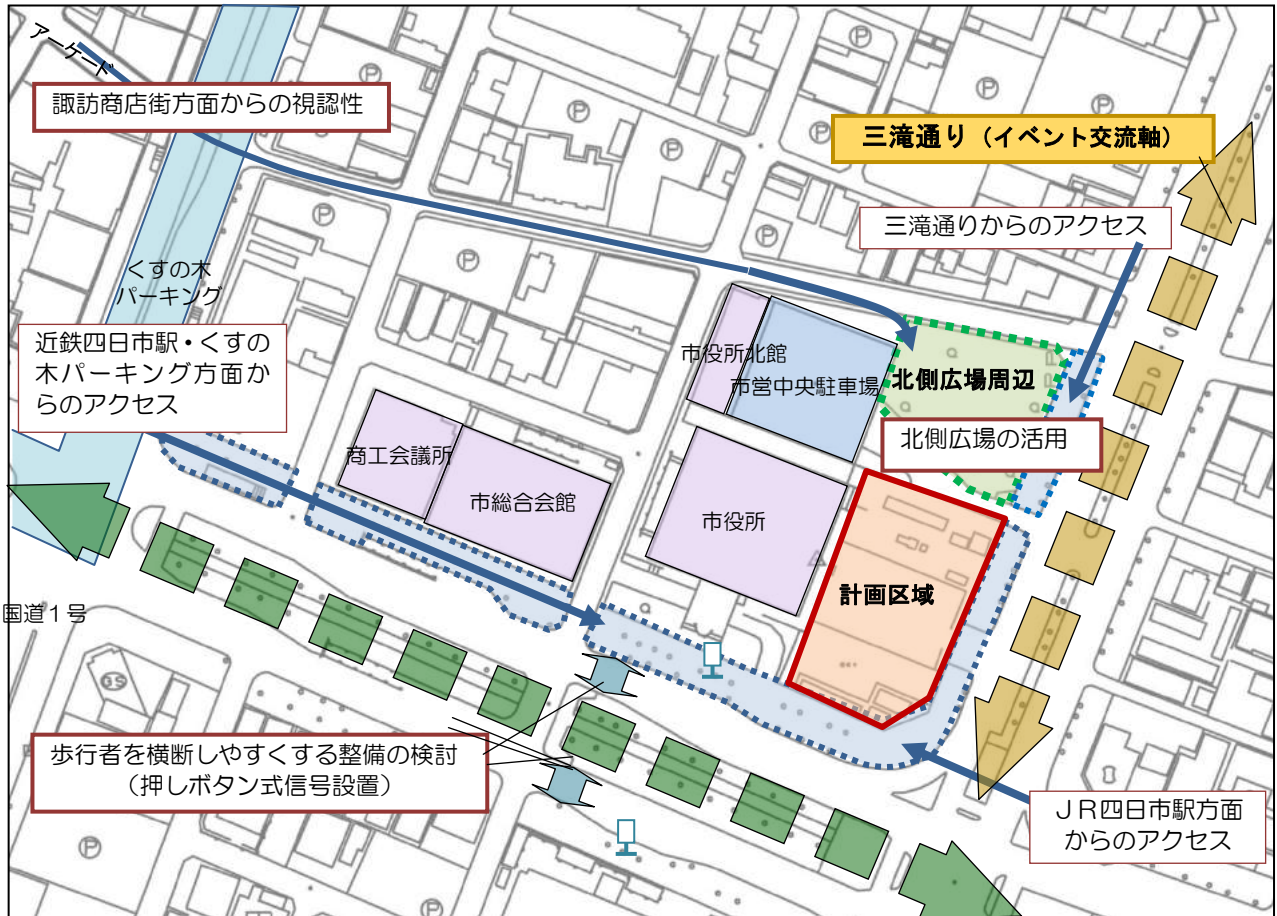 アーケード
諏訪商店街方面からの視認性
三滝通り（イベント交流軸）
三滝通りからのアクセス
くすの木
パーキング
近鉄四日市駅・くすの
木パーキング方面か
らのアクセス
市役所北館
市営中央駐車場
北側広場周辺
北側広場の活用
商工会議所
市総合会館
市役所
計画区域
国道１号
歩行者を横断しやすくする整備の検討
（押しボタン式信号設置）
ＪＲ四日市駅方面
からのアクセス
GS
P
P
P
P
P
P
P
P
P
P